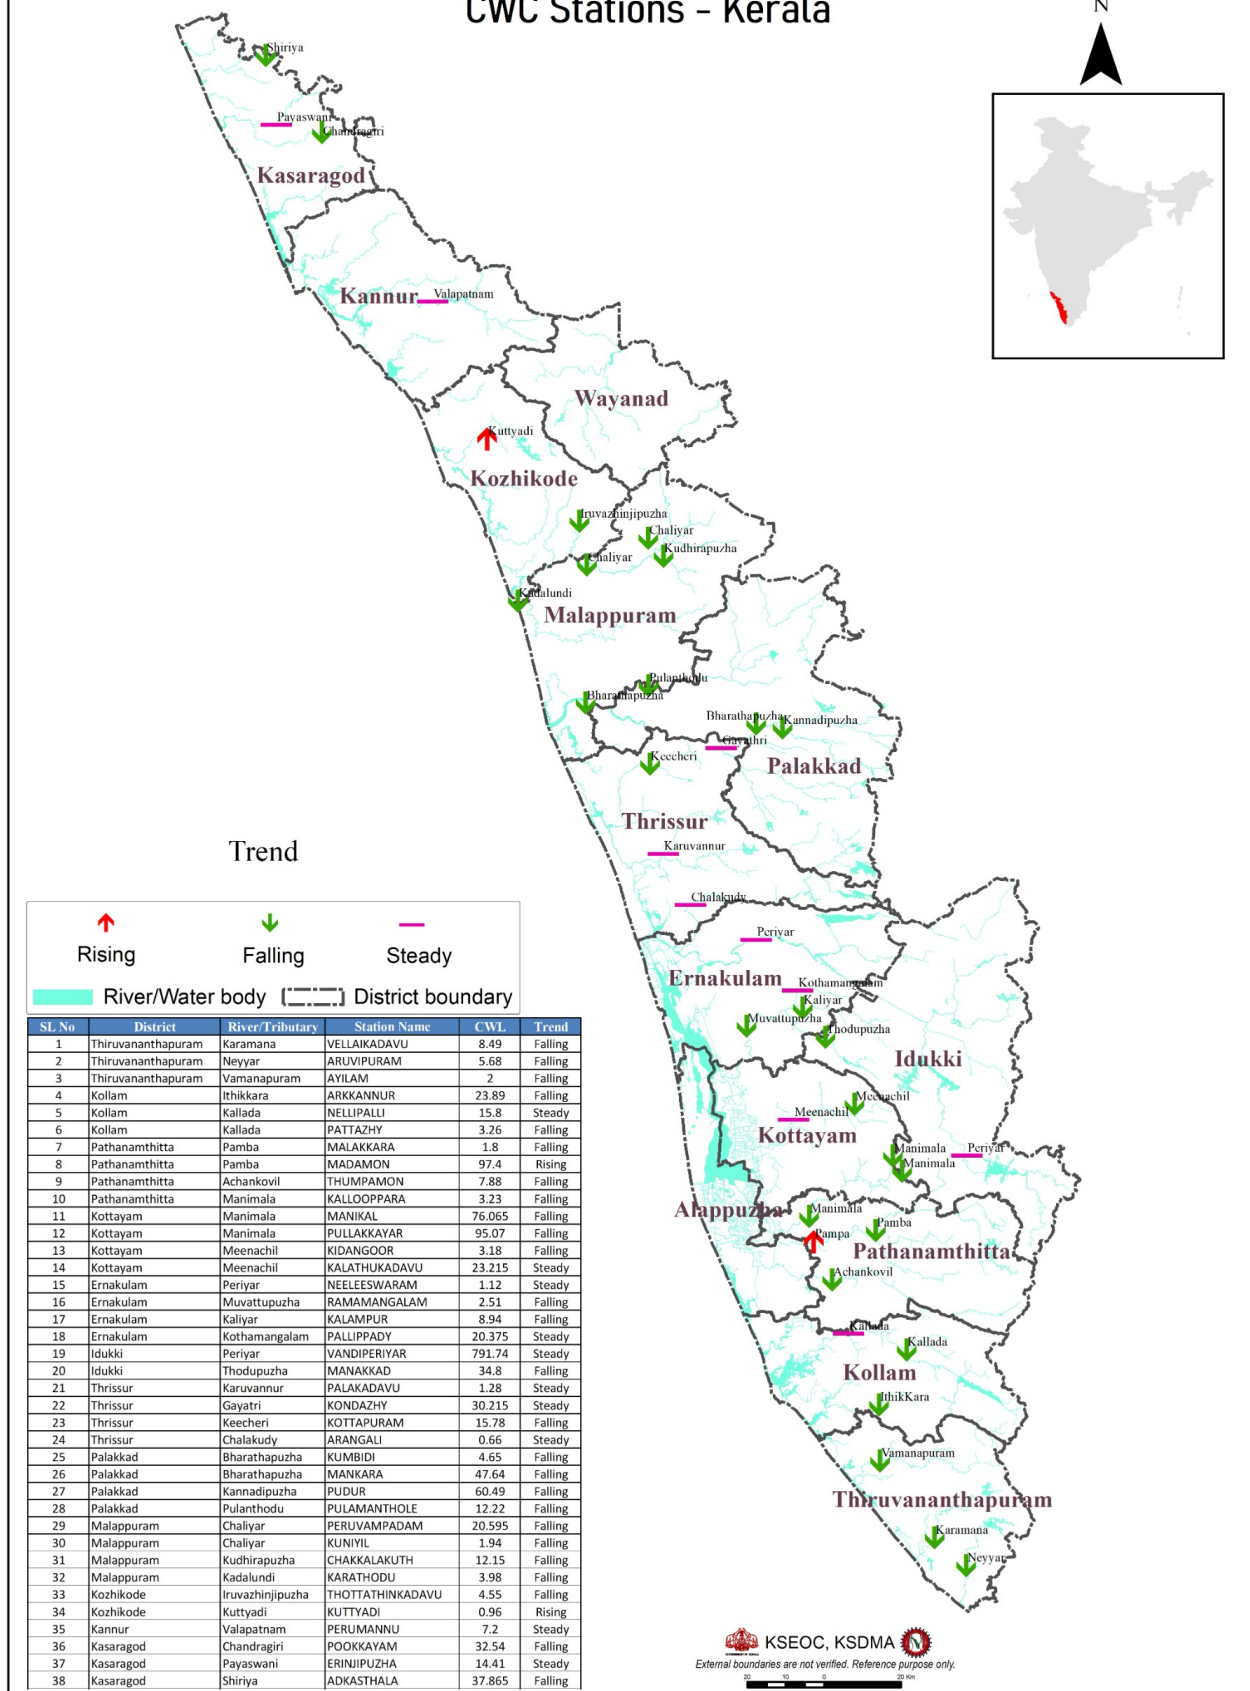 CWC Stations - Kerala
N
Shiriya
Payaswani
Chandragiri
Kasaragod
Kannur
Valapatnam
Wayanad
Kuttyadi
Kozhikode
Iruvazhinjipuzha
Chaliyar
Kudhirapuzha
Chaliyar
Kadalundi
Malappuram
Pulanthodu
Bharathapuzha
Bharathapuzha
Kannadipuzha
Gayathri
Keecheri
Palakkad
Thrissur
Karuvannur
Chalakudy
Periyar
Ernakulam
Kothamangalam
Kaliyar
Muvattupuzha
Thodupuzha
Idukki
Meenachil
Meenachil
Kottayam
Manimala
Periyar
Manimala
Alappuzha
Manimala
Pamba
Pampa
Pathanamthitta
Achankovil
Kallada
Kallada
Kollam
IthikKara
Vamanapuram
Thiruvananthapuram
Karamana
Neyyar
Trend
Rising Falling Steady
River/Water body District boundary
SL No District River/Tributary Station Name CWL Trend
1 Thiruvananthapuram Karamana VELLAIKADAVU 8.49 Falling
2 Thiruvananthapuram Neyyar ARUVIPURAM 5.68 Falling
3 Thiruvananthapuram Vamanapuram AYILAM 2 Falling
4 Kollam Ithikkara ARKKANNUR 23.89 Falling
5 Kollam Kallada NELLIPALLI 15.8 Steady
6 Kollam Kallada PATTAZHY 3.26 Falling
7 Pathanamthitta Pamba MALAKKARA 1.8 Falling
8 Pathanamthitta Pamba MADAMON 97.4 Rising
9 Pathanamthitta Achankovil THUMPAMON 7.88 Falling
10 Pathanamthitta Manimala KALLOOPPARA 3.23 Falling
11 Kottayam Manimala MANIKAL 76.065 Falling
12 Kottayam Manimala PULLAKKAYAR 95.07 Falling
13 Kottayam Meenachil KIDANGOOR 3.18 Falling
14 Kottayam Meenachil KALATHUKADAVU 23.215 Steady
15 Ernakulam Periyar NEELEESWARAM 1.12 Steady
16 Ernakulam Muvattupuzha RAMAMANGALAM 2.51 Falling
17 Ernakulam Kaliyar KALAMPUR 8.94 Falling
18 Ernakulam Kothamangalam PALLIPPADY 20.375 Steady
19 Idukki Periyar VANDIPERIYAR 791.74 Steady
20 Idukki Thodupuzha MANAKKAD 34.8 Falling
21 Thrissur Karuvannur PALAKADAVU 1.28 Steady
22 Thrissur Gayatri KONDAZHY 30.215 Steady
23 Thrissur Keecheri KOTTAPURAM 15.78 Falling
24 Thrissur Chalakudy ARANGALI 0.66 Steady
25 Palakkad Bharathapuzha KUMBIDI 4.65 Falling
26 Palakkad Bharathapuzha MANKARA 47.64 Falling
27 Palakkad Kannadipuzha PUDUR 60.49 Falling
28 Palakkad Pulanthodu PULAMANTHOLE 12.22 Falling
29 Malappuram Chaliyar PERUVAMPADAM 20.595 Falling
30 Malappuram Chaliyar KUNIYIL 1.94 Falling
31 Malappuram Kudhirapuzha CHAKKALAKUTH 12.15 Falling
32 Malappuram Kadalundi KARATHODU 3.98 Falling
33 Kozhikode Iruvazhinjipuzha THOTTATHINKADAVU 4.55 Falling
34 Kozhikode Kuttyadi KUTTYADI 0.96 Rising
35 Kannur Valapatnam PERUMANNU 7.2 Steady
36 Kasaragod Chandragiri POOKKAYAM 32.54 Falling
37 Kasaragod Payaswani ERINJIPUZHA 14.41 Steady
38 Kasaragod Shiriya ADKASTHALA 37.865 Falling
KSEOC, KSDMA
External boundaries are not verified. Reference purpose only.
20 10 0 20 Km